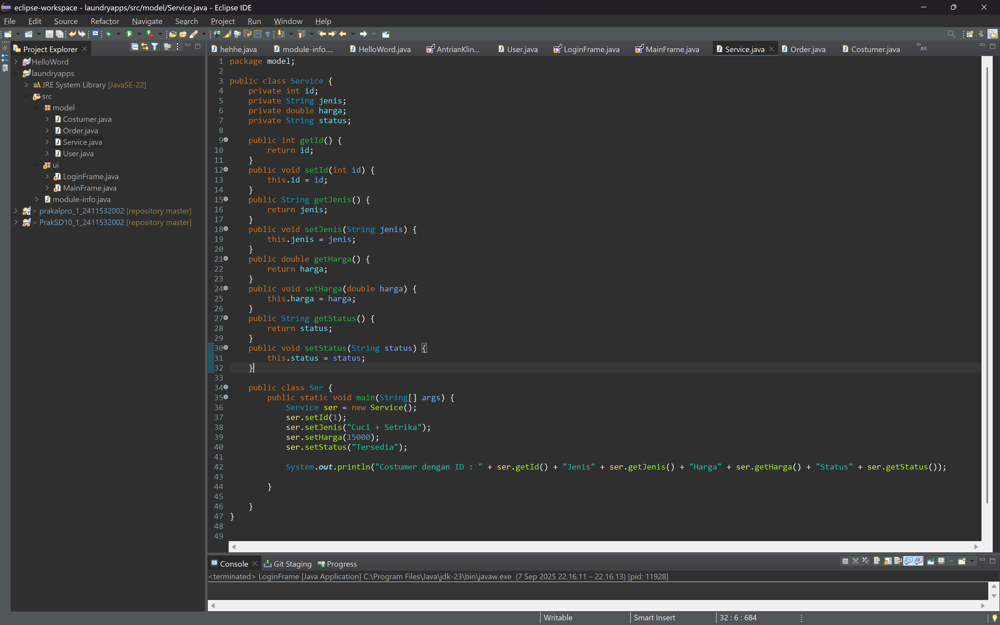 eclipse-workspace - laundryapps/src/model/Service.java - Eclipse IDE
File Edit Source Refactor Navigate Search Project Run Window Help
Project Explorer
hehhe.java module-info.... HelloWord.java AntrianKlin... User.java LoginFrame.java MainFrame.java Service.java Order.java Costumer.java »85
HelloWord
laundryapps
JRE System Library [JavaSE-22]
src
model
Costumer.java
Order.java
Service.java
User.java
ui
LoginFrame.java
MainFrame.java
module-info.java
> prakalpro_1_2411532002 [repository master]
> PrakSD10_1_2411532002 [repository master]
1 package model;
2
3 public class Service {
4     private int id;
5     private String jenis;
6     private double harga;
7     private String status;
8
9     public int getId() {
10         return id;
11     }
12     public void setId(int id) {
13         this.id = id;
14     }
15     public String getJenis() {
16         return jenis;
17     }
18     public void setJenis(String jenis) {
19         this.jenis = jenis;
20     }
21     public double getHarga() {
22         return harga;
23     }
24     public void setHarga(double harga) {
25         this.harga = harga;
26     }
27     public String getStatus() {
28         return status;
29     }
30     public void setStatus(String status) {
31         this.status = status;
32     }
33
34     public class Ser {
35         public static void main(String[] args) {
36             Service ser = new Service();
37             ser.setId(1);
38             ser.setJenis("Cuci + Setrika");
39             ser.setHarga(15000);
40             ser.setStatus("Tersedia");
41
42             System.out.println("Costumer dengan ID : " + ser.getId() + "Jenis" + ser.getJenis() + "Harga" + ser.getHarga() + "Status" + ser.getStatus());
43
44         }
45
46     }
47 }
48
49
Console Git Staging Progress
<terminated> LoginFrame [Java Application] C:\Program Files\Java\jdk-23\bin\javaw.exe (7 Sep 2025 22.16.11 – 22.16.13) [pid: 11928]
Writable Smart Insert 32 : 6 : 684